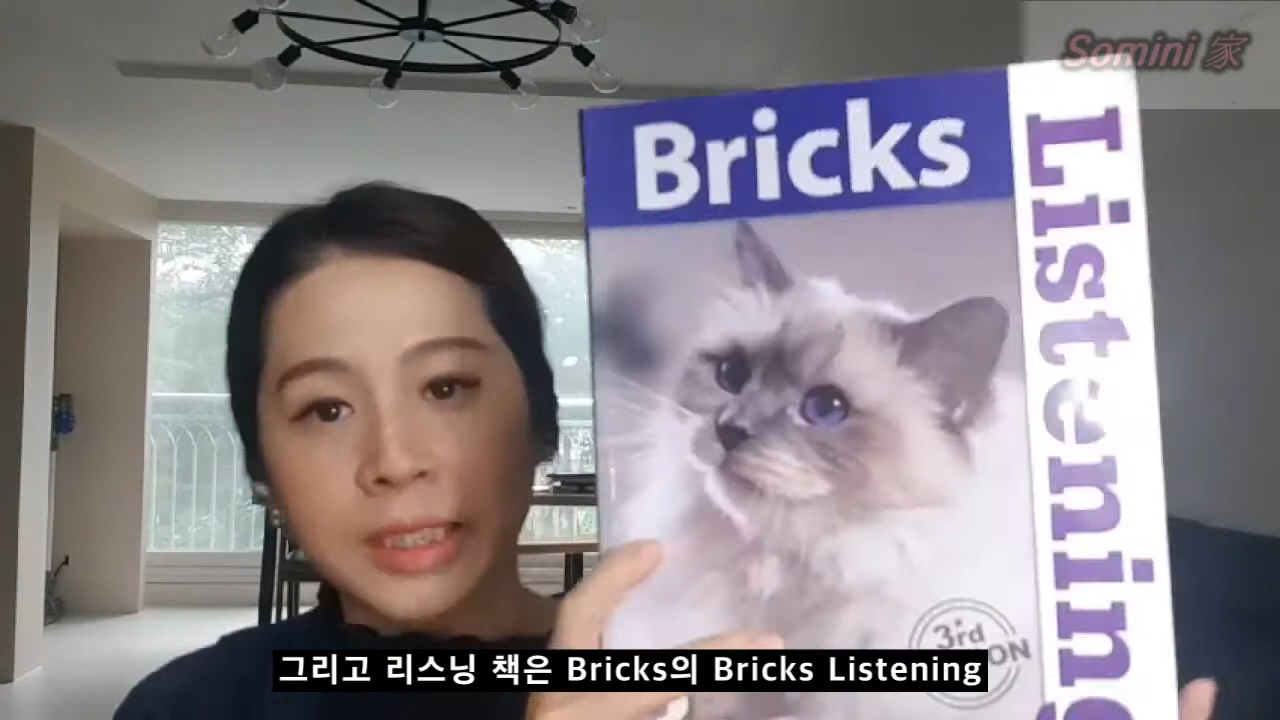 Somini 家
Bricks
Listening
3rd
그리고 리스닝 책은 Bricks의 Bricks Listening